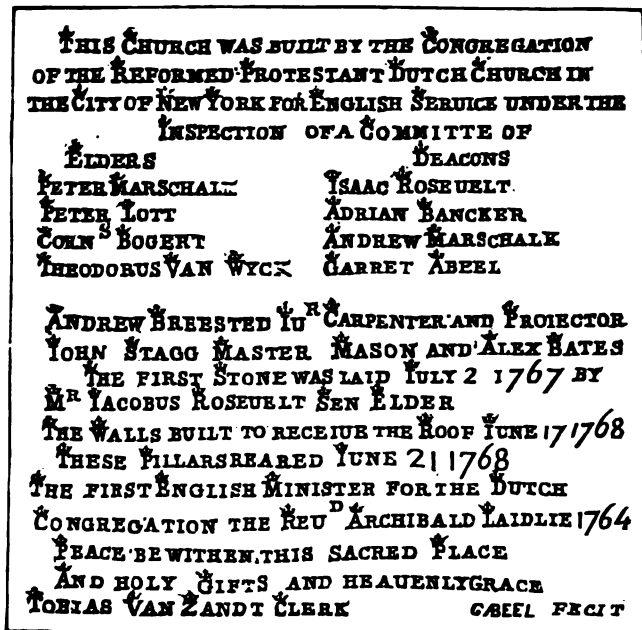 THIS CHURCH WAS BUILT BY THE CONGREGATION
OF THE REFORMED PROTESTANT DUTCH CHURCH IN
THE CITY OF NEW YORK FOR ENGLISH SERUICE UNDER THE
INSPECTION OF A COMMITTE OF
ELDERS DEACONS
PETER MARSCHALK ISAAC ROSEUELT
PETER LOTT ADRIAN BANCKER
CORNS BOGERT ANDREW MARSCHALK
THEODORUS VAN WYCK GARRET ABEEL
ANDREW BREESTED IUR CARPENTER AND PROIECTOR
IOHN STAGG MASTER MASON AND ALEX BATES
THE FIRST STONE WAS LAID IULY 2 1767 BY
MR IACOBUS ROSEUELT SEN ELDER
THE WALLS BUILT TO RECEIUE THE ROOF IUNE 17 1768
THESE PILLARS REARED IUNE 21 1768
THE FIRST ENGLISH MINISTER FOR THE DUTCH
CONGREGATION THE REUD ARCHIBALD LAIDLIE 1764
PEACE BE WITHEN THIS SACRED PLACE
AND HOLY GIFTS AND HEAUENLY GRACE
TOBIAS VAN ZANDT CLERK GABEEL FECIT